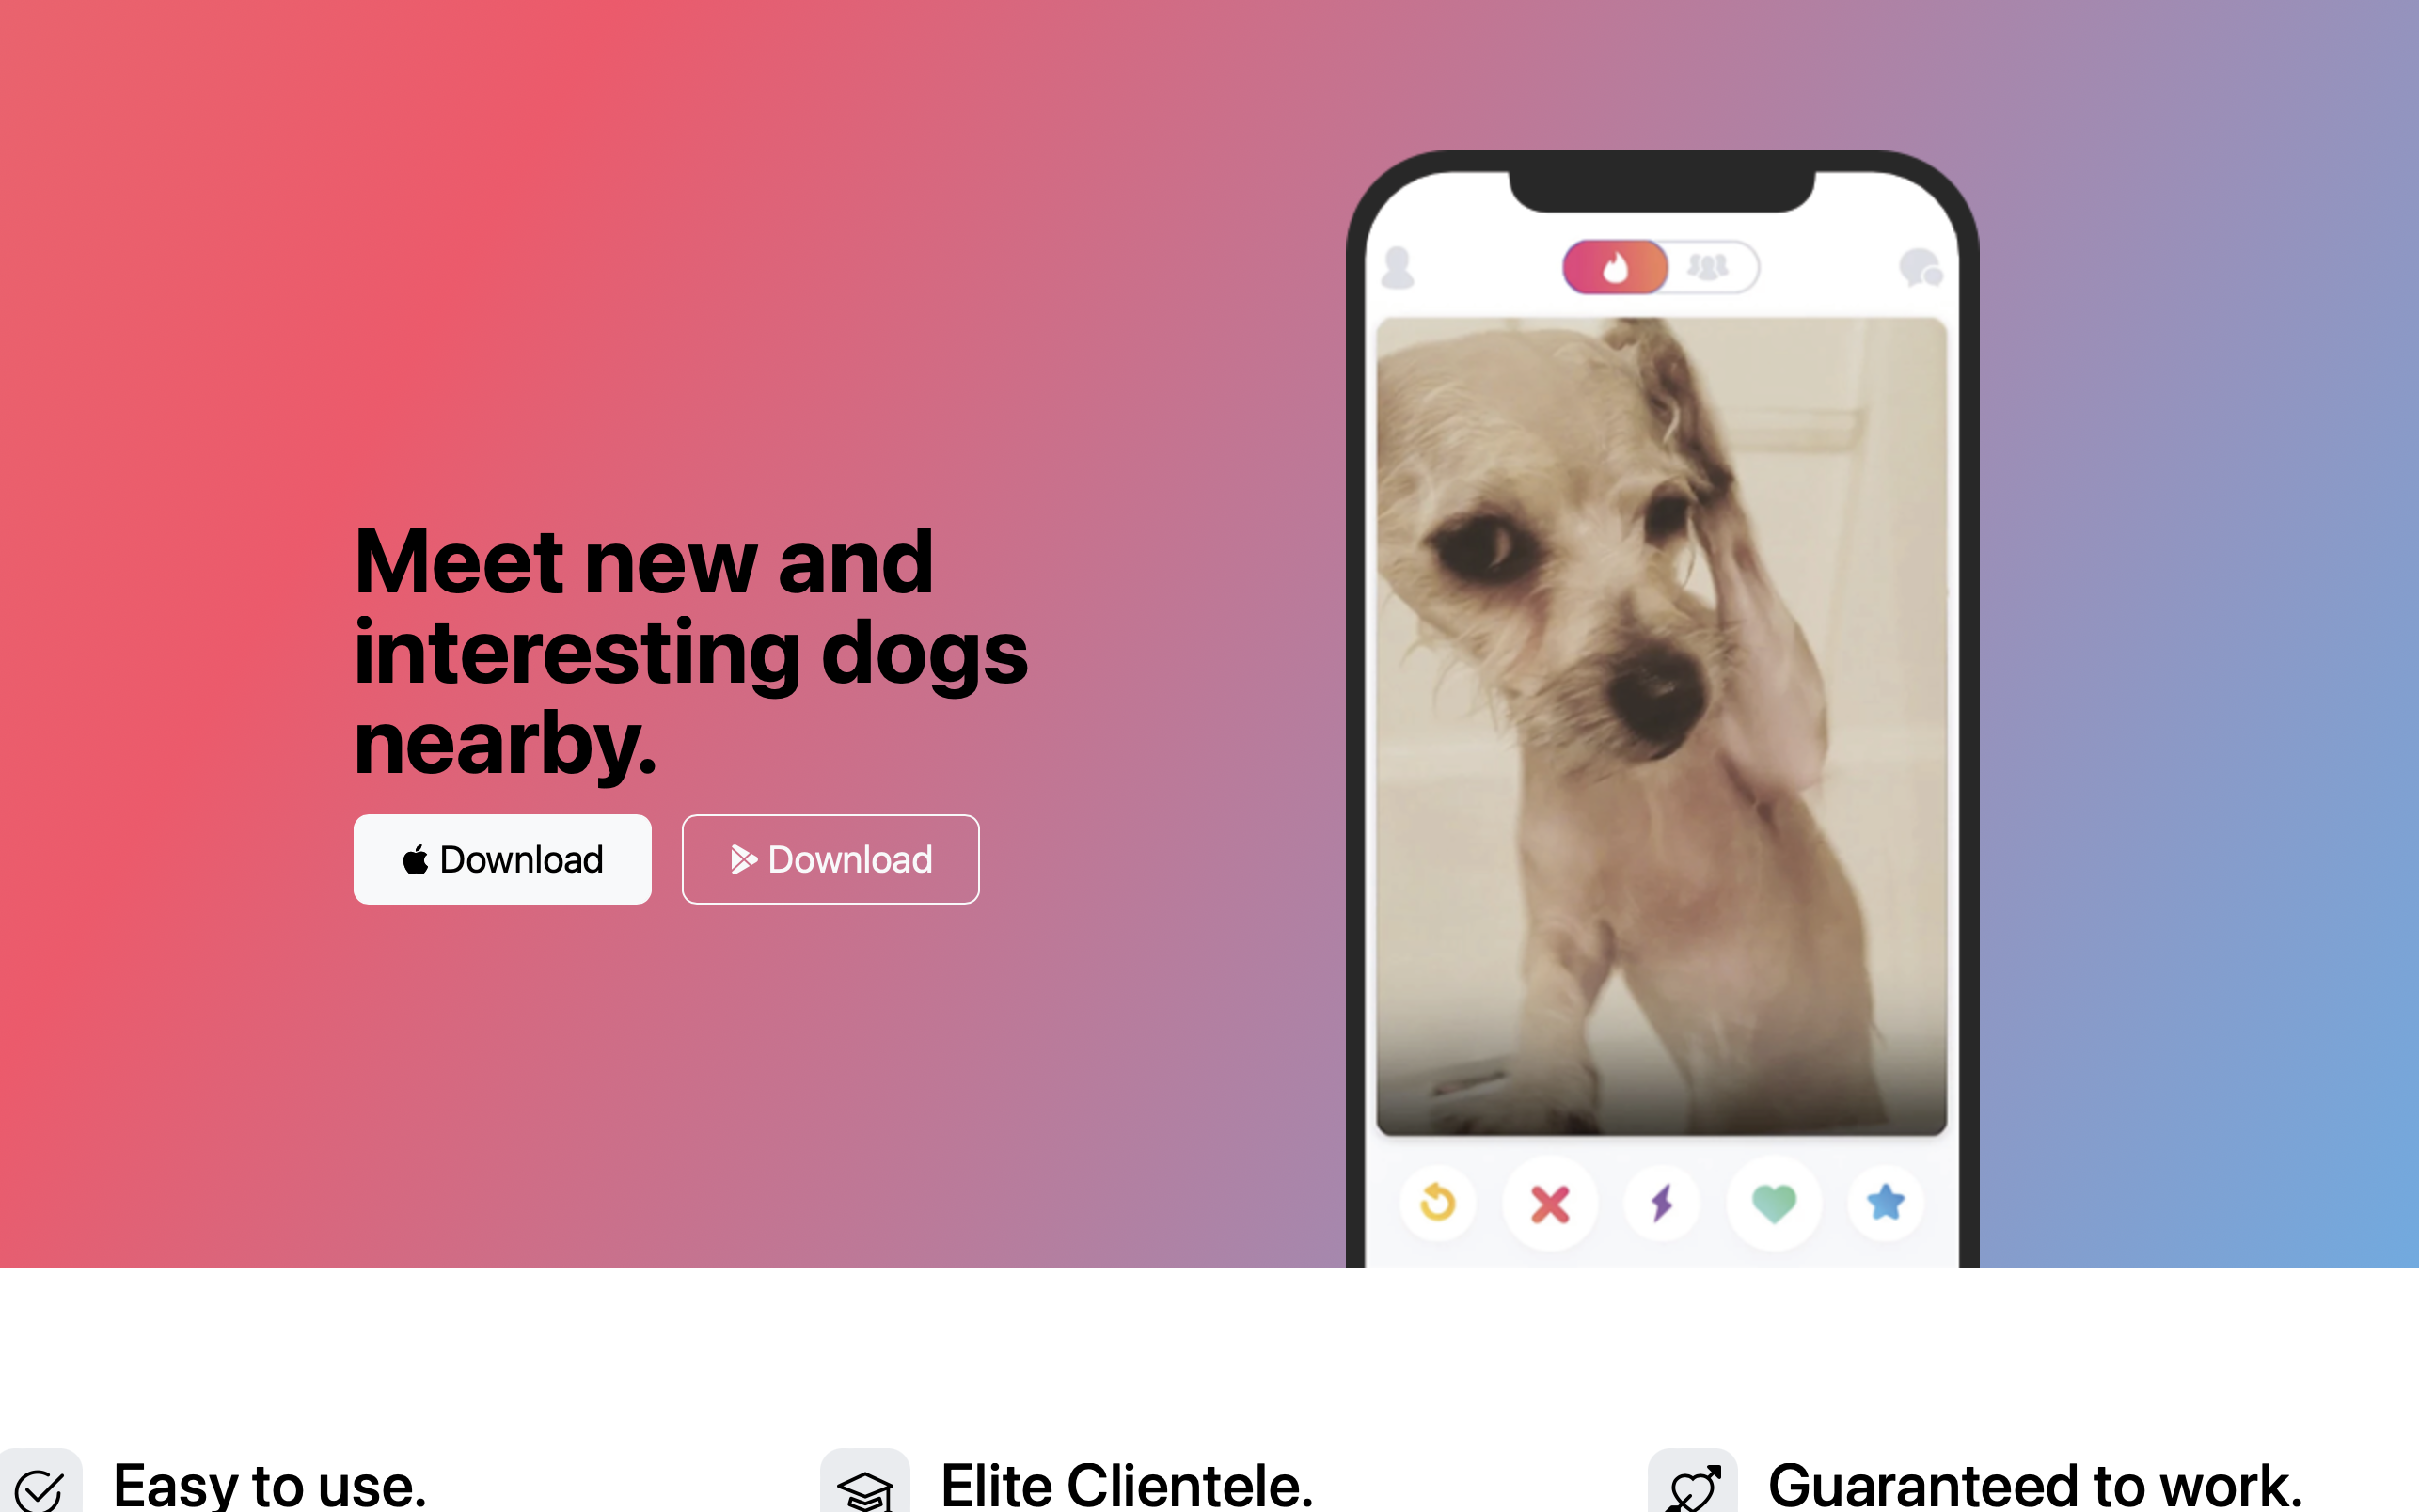 Meet new and
interesting dogs
nearby.
Download
Download
Easy to use.
Elite Clientele.
Guaranteed to work.